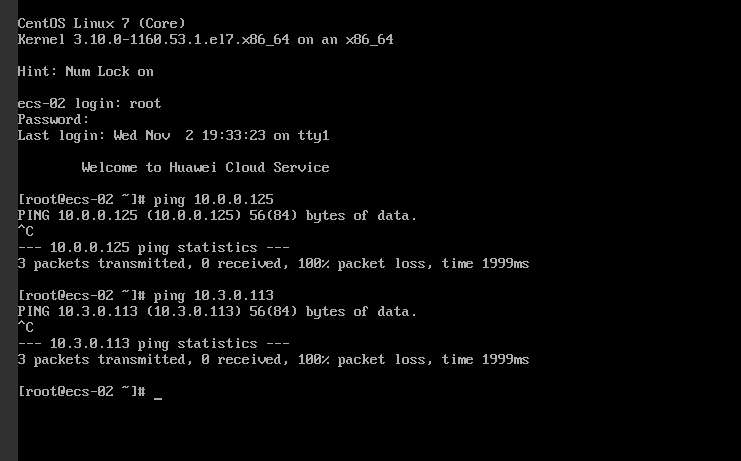 CentOS Linux 7 (Core)
Kernel 3.10.0-1160.53.1.el7.x86_64 on an x86_64
Hint: Num Lock on
ecs-02 login: root
Password:
Last login: Wed Nov  2 19:33:23 on tty1
Welcome to Huawei Cloud Service
[root@ecs-02 ~]# ping 10.0.0.125
PING 10.0.0.125 (10.0.0.125) 56(84) bytes of data.
^C
--- 10.0.0.125 ping statistics ---
3 packets transmitted, 0 received, 100% packet loss, time 1999ms
[root@ecs-02 ~]# ping 10.3.0.113
PING 10.3.0.113 (10.3.0.113) 56(84) bytes of data.
^C
--- 10.3.0.113 ping statistics ---
3 packets transmitted, 0 received, 100% packet loss, time 1999ms
[root@ecs-02 ~]# _